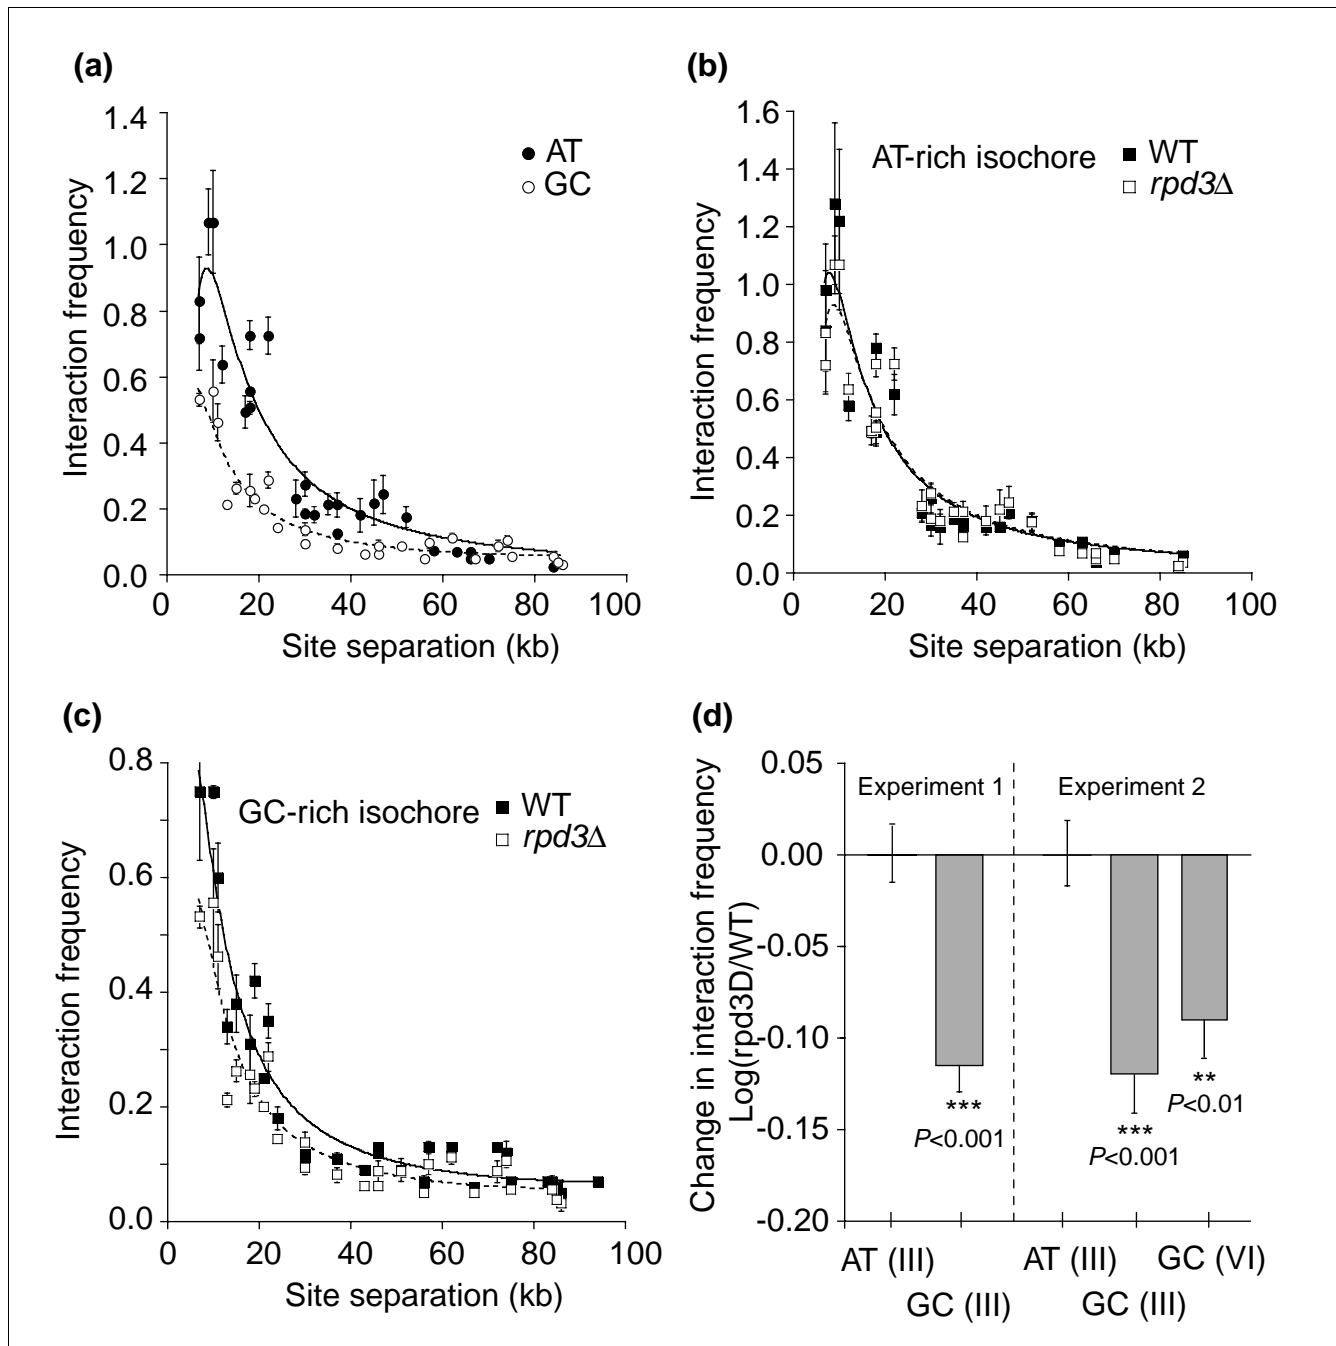 (a)
1.4
1.2
1.0
0.8
0.6
0.4
0.2
0.0
0
20
40
60
80
100
Interaction frequency
Site separation (kb)
AT
GC
(b)
1.6
1.4
1.2
1.0
0.8
0.6
0.4
0.2
0.0
0
20
40
60
80
100
Interaction frequency
Site separation (kb)
AT-rich isochore
WT
rpd3Δ
(c)
0.8
0.6
0.4
0.2
0.0
0
20
40
60
80
100
Interaction frequency
Site separation (kb)
GC-rich isochore
WT
rpd3Δ
(d)
0.05
0.00
-0.05
-0.10
-0.15
-0.20
Change in interaction frequency
Log(rpd3D/WT)
Experiment 1
Experiment 2
***
P<0.001
***
P<0.001
**
P<0.01
AT (III)
GC (III)
AT (III)
GC (III)
GC (VI)